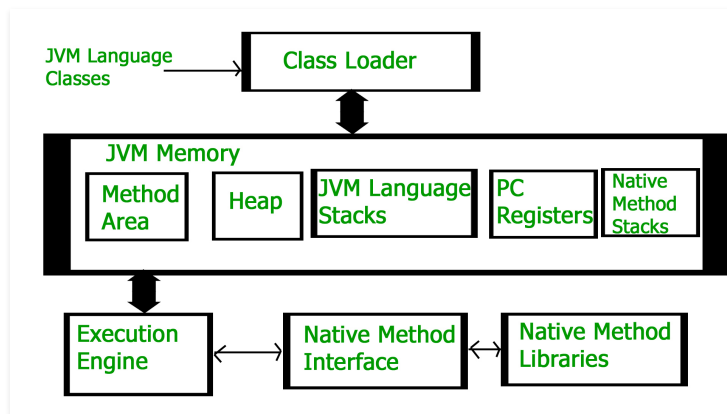 JVM Language
Classes
Class Loader
JVM Memory
Method
Area
Heap
JVM Language
Stacks
PC
Registers
Native
Method
Stacks
Execution
Engine
Native Method
Interface
Native Method
Libraries